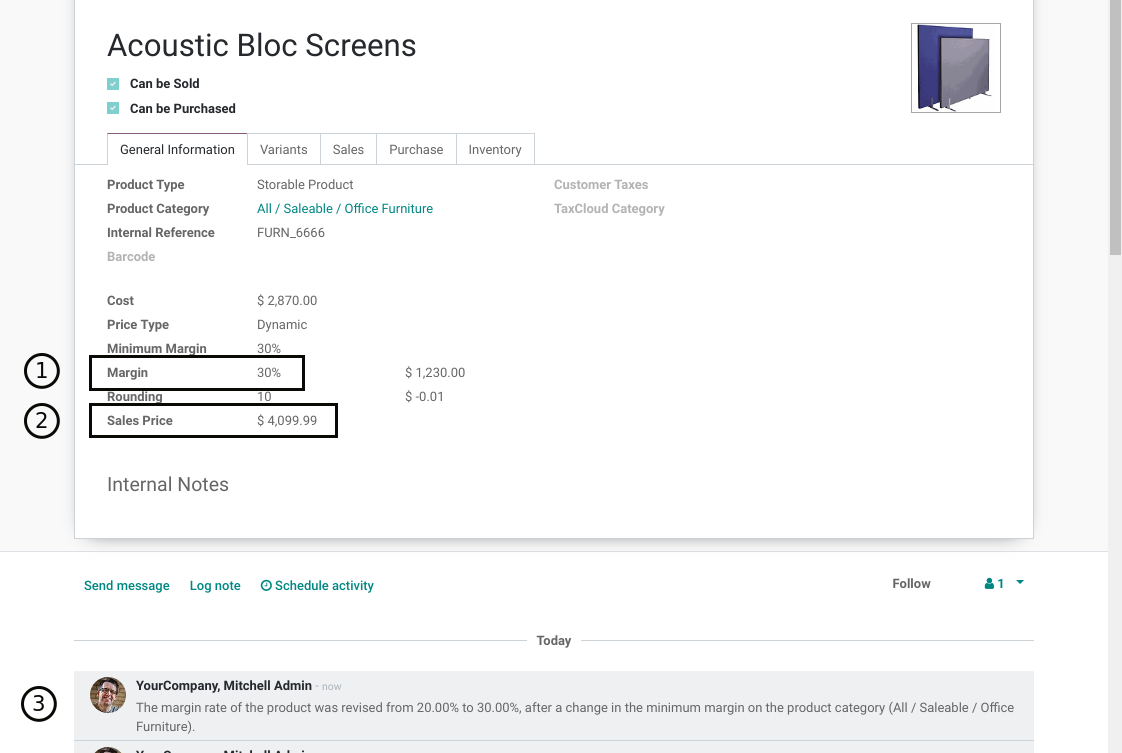 Acoustic Bloc Screens
Can be Sold
Can be Purchased
General Information Variants Sales Purchase Inventory
Product Type Storable Product Customer Taxes
Product Category All / Saleable / Office Furniture TaxCloud Category
Internal Reference FURN_6666
Barcode
Cost $ 2,870.00
Price Type Dynamic
Minimum Margin 30%
1 Margin 30% $ 1,230.00
Rounding 10 $ -0.01
2 Sales Price $ 4,099.99
Internal Notes
Send message Log note Schedule activity Follow 1
Today
YourCompany, Mitchell Admin - now
3 The margin rate of the product was revised from 20.00% to 30.00%, after a change in the minimum margin on the product category (All / Saleable / Office
Furniture).